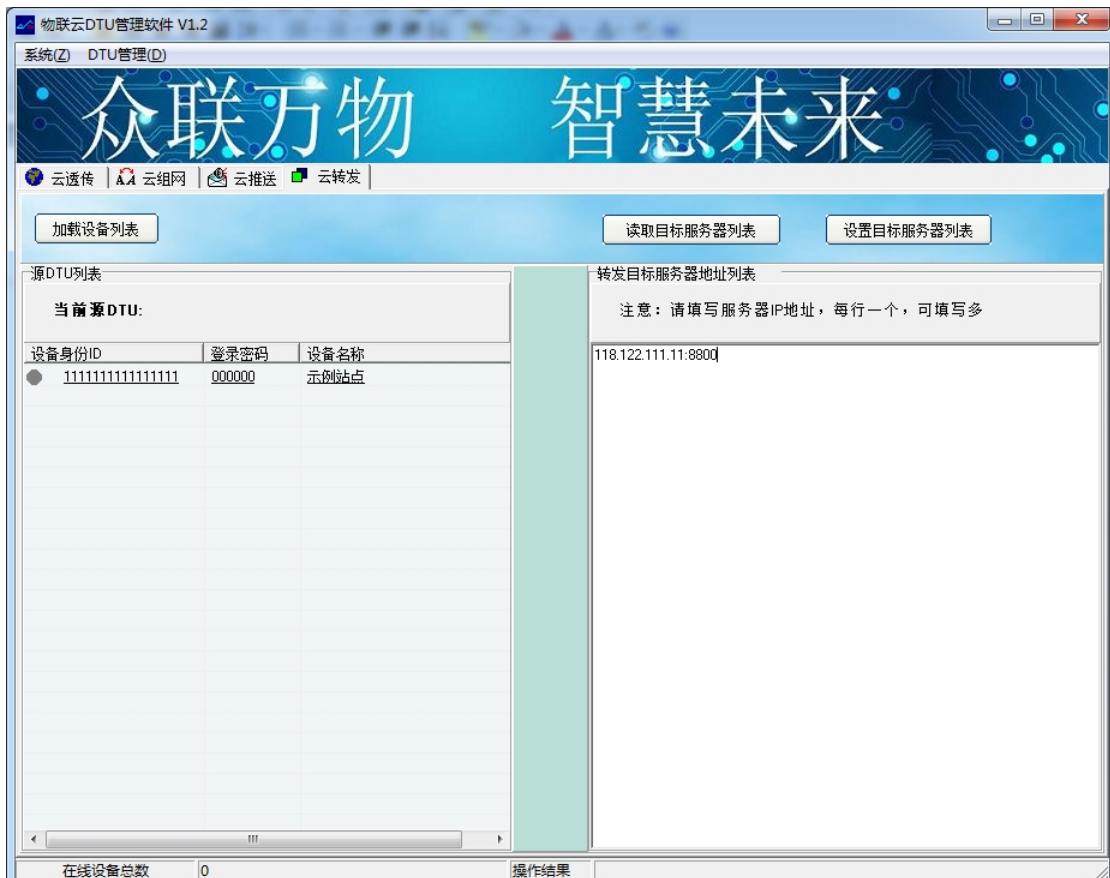 物联云DTU管理软件 V1.2
系统(Z) DTU管理(D)
众联万物 智慧未来
云透传 云组网 云推送 云转发
加载设备列表 读取目标服务器列表 设置目标服务器列表
源DTU列表 转发目标服务器地址列表
当前源DTU: 注意：请填写服务器IP地址，每行一个，可填写多
设备身份ID 登录密码 设备名称
118.122.111.11:8800
1111111111111111 000000 示例站点
在线设备总数 0 操作结果